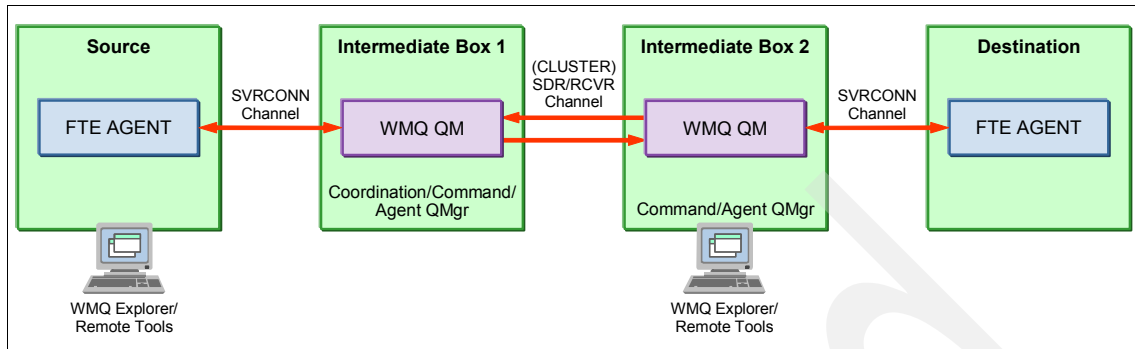 Source
Intermediate Box 1
Intermediate Box 2
Destination
SVRCONN
Channel
(CLUSTER)
SDR/RCVR
Channel
SVRCONN
Channel
FTE AGENT
WMQ QM
WMQ QM
FTE AGENT
Coordination/Command/
Agent QMgr
Command/Agent QMgr
WMQ Explorer/
Remote Tools
WMQ Explorer/
Remote Tools